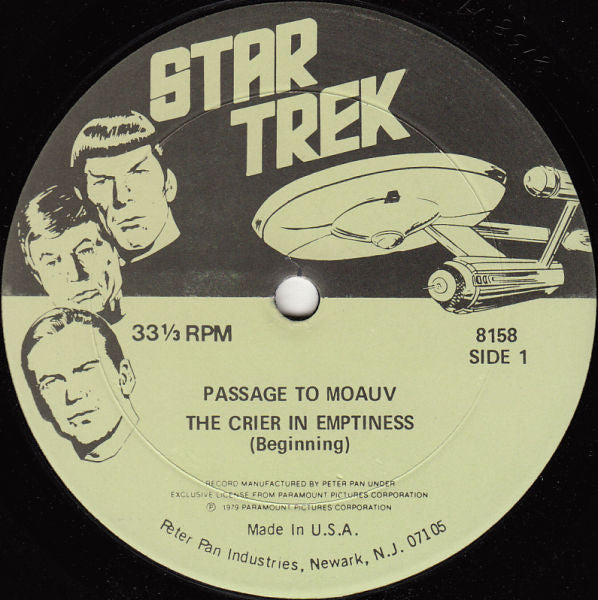 STAR
TREK
33 1/3 RPM
8158
SIDE 1
PASSAGE TO MOAUV
THE CRIER IN EMPTINESS
(Beginning)
RECORD MANUFACTURED BY PETER PAN UNDER
EXCLUSIVE LICENSE FROM PARAMOUNT PICTURES CORPORATION
Ⓟ 1979 PARAMOUNT PICTURES CORPORATION
Made In U.S.A.
Peter Pan Industries, Newark, N.J. 07105